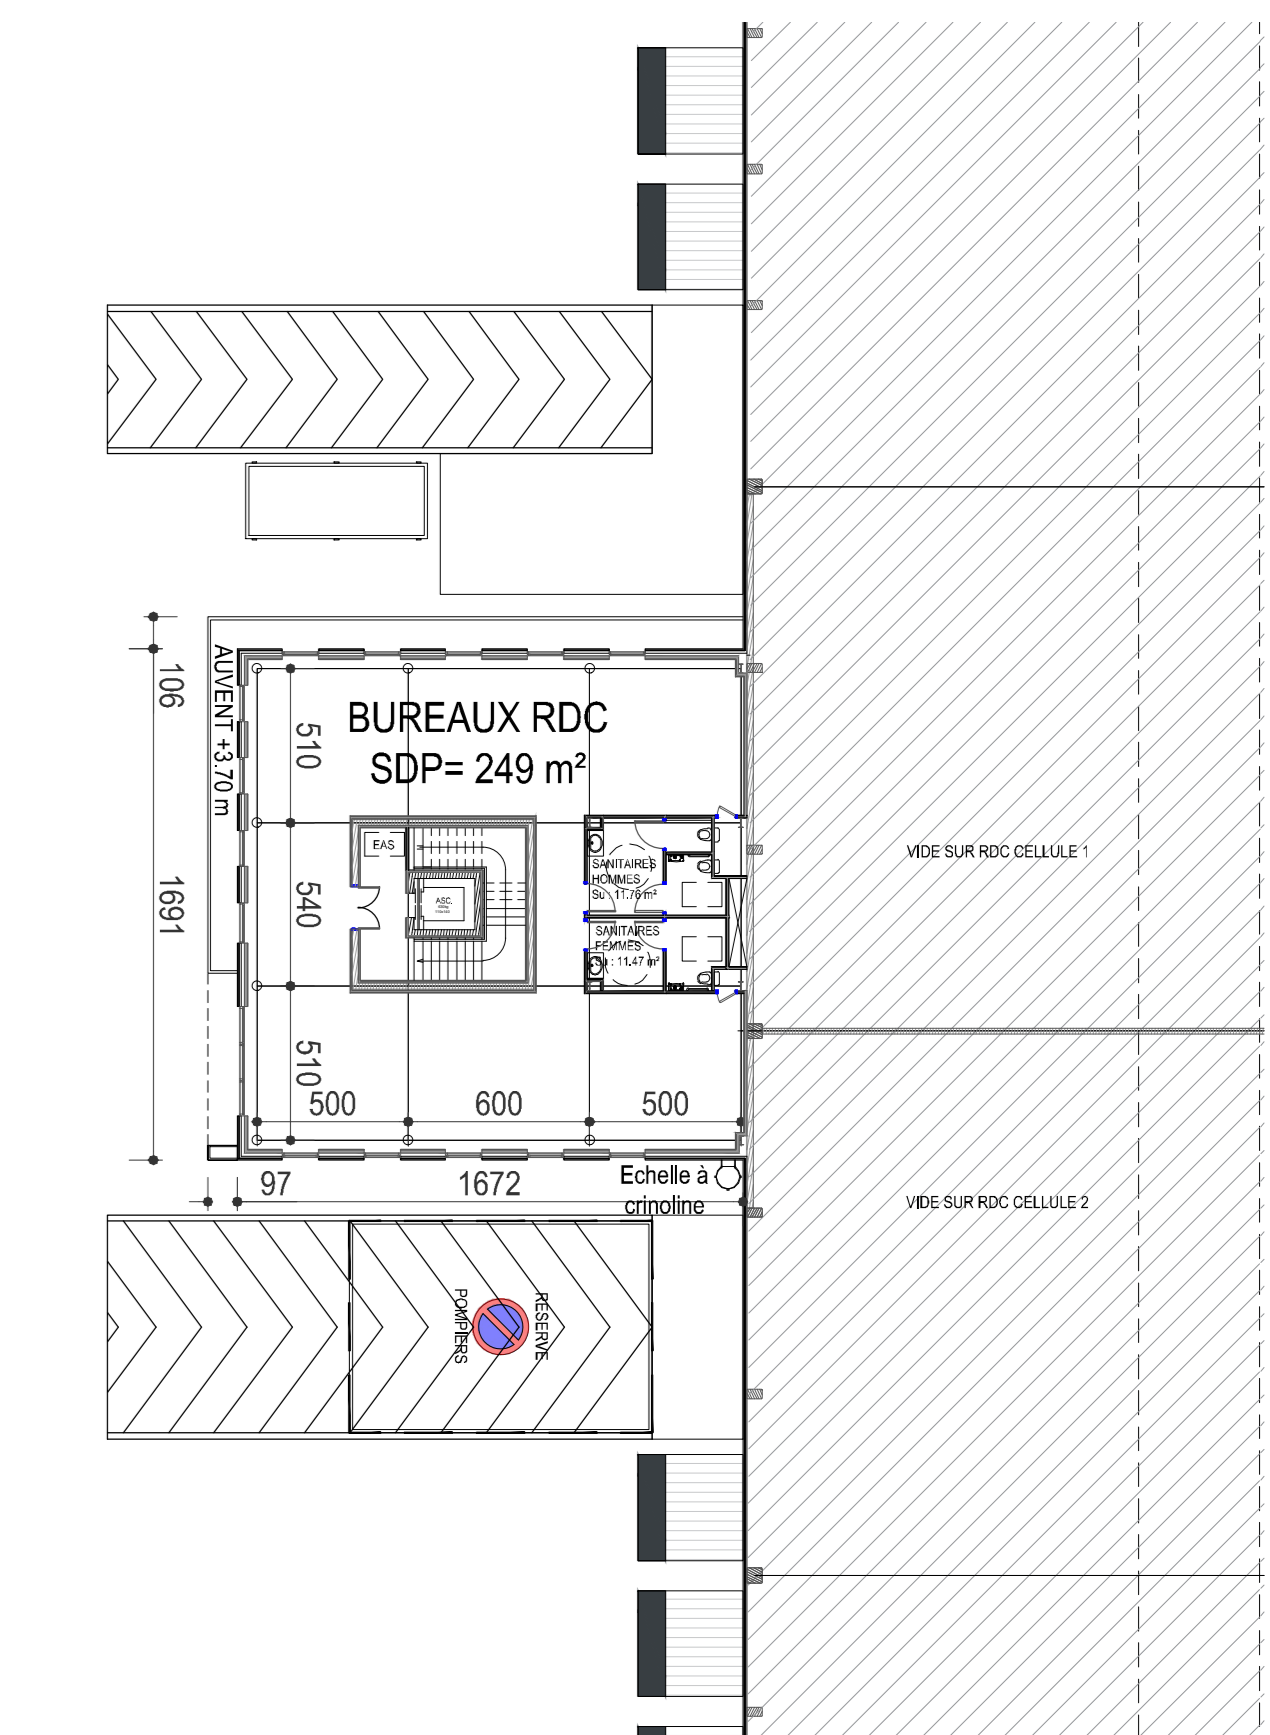 106
AUVENT +3.70 m
1691
BUREAUX RDC
SDP= 249 m²
510
540
510
EAS
ASC.
SANITAIRES
HOMMES
Su : 11.76 m²
SANITAIRES
FEMMES
Su : 11.47 m²
500
600
500
97
1672
Echelle à
crinoline
RESERVE
POMPIERS
VIDE SUR RDC CELLULE 1
VIDE SUR RDC CELLULE 2